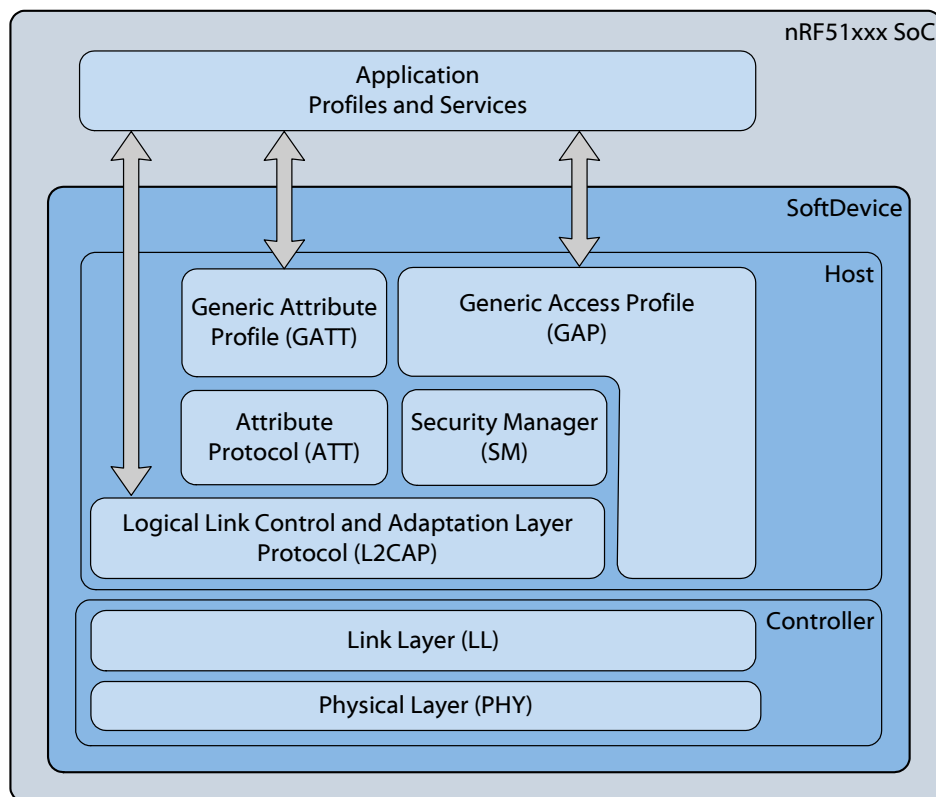 nRF51xxx SoC
Application
Profiles and Services
SoftDevice
Host
Generic Attribute
Profile (GATT)
Generic Access Profile
(GAP)
Attribute
Protocol (ATT)
Security Manager
(SM)
Logical Link Control and Adaptation Layer
Protocol (L2CAP)
Controller
Link Layer (LL)
Physical Layer (PHY)